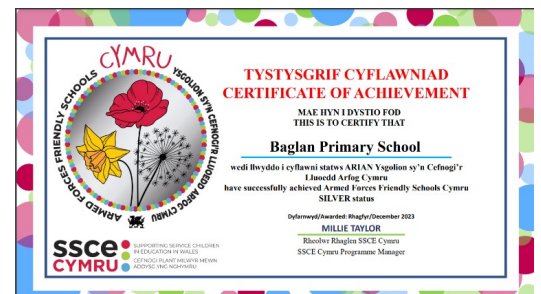 CYMRU
ARMED FORCES FRIENDLY SCHOOLS
YSGOLION SY'N CEFNOGI'R LLUOEDD ARFOG CYMRU
TYSTYSGRIF CYFLAWNIAD
CERTIFICATE OF ACHIEVEMENT
MAE HYN I DYSTIO FOD
THIS IS TO CERTIFY THAT
Baglan Primary School
wedi llwyddo i cyflawni statws ARIAN Ysgolion sy'n Cefnogi'r
Lluoedd Arfog Cymru
have successfully achieved Armed Forces Friendly Schools Cymru
SILVER status
Dyfarnwyd/Awarded: Rhagfyr/December 2023
MILLIE TAYLOR
Rheolwr Rhaglen SSCE Cymru
SSCE Cymru Programme Manager
ssce
CYMRU
SUPPORTING SERVICE CHILDREN
IN EDUCATION IN WALES
CEFNOGI PLANT MILWYR MEWN
ADDYSG YNG NGHYMRU